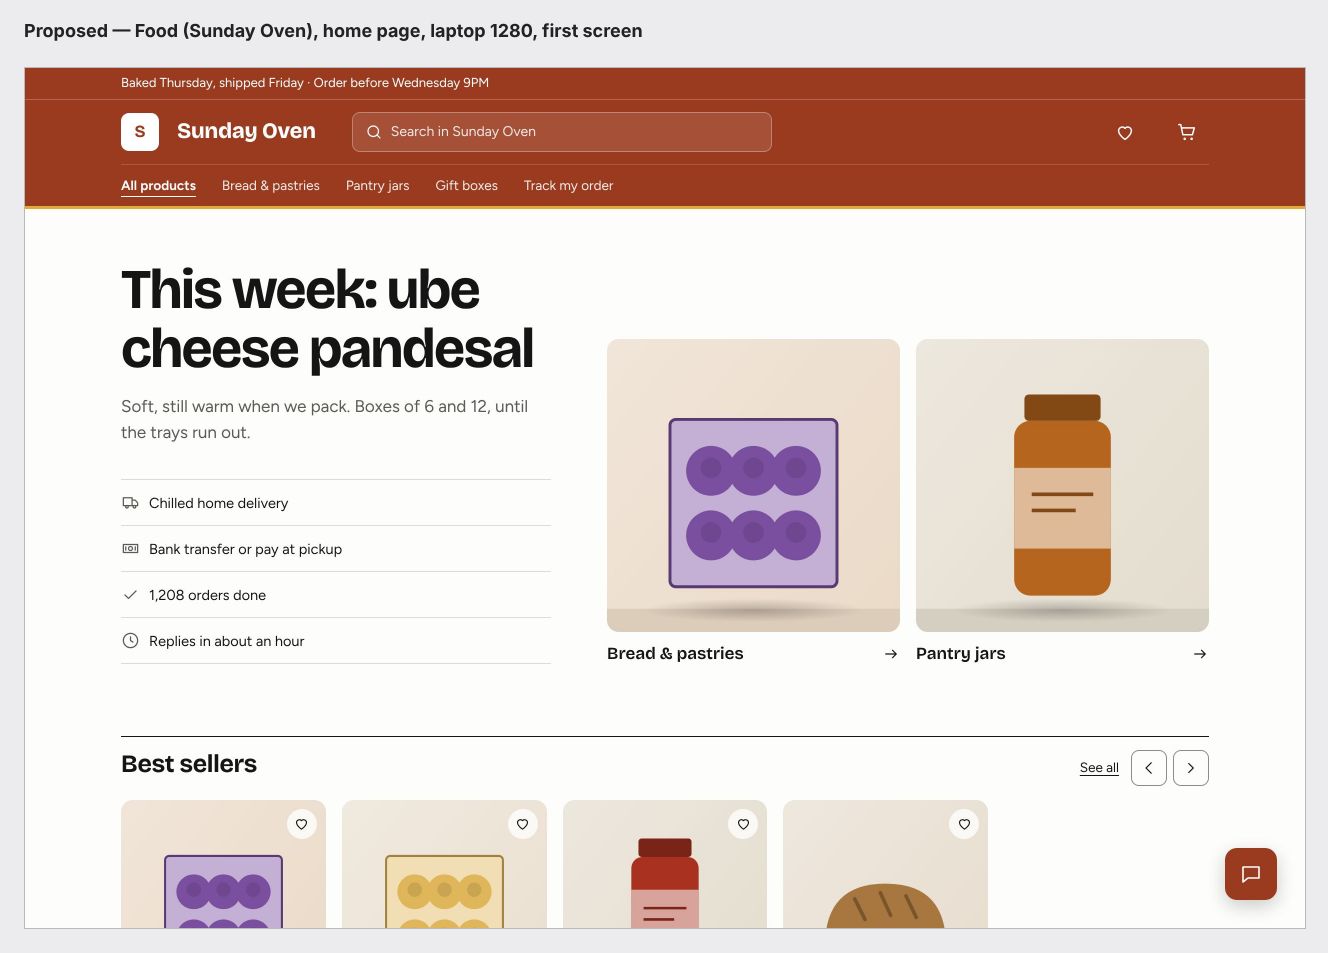 Proposed — Food (Sunday Oven), home page, laptop 1280, first screen
Baked Thursday, shipped Friday · Order before Wednesday 9PM
S
Sunday Oven
Search in Sunday Oven
All products
Bread & pastries
Pantry jars
Gift boxes
Track my order
This week: ube
cheese pandesal
Soft, still warm when we pack. Boxes of 6 and 12, until
the trays run out.
Chilled home delivery
Bank transfer or pay at pickup
1,208 orders done
Replies in about an hour
Bread & pastries
Pantry jars
Best sellers
See all